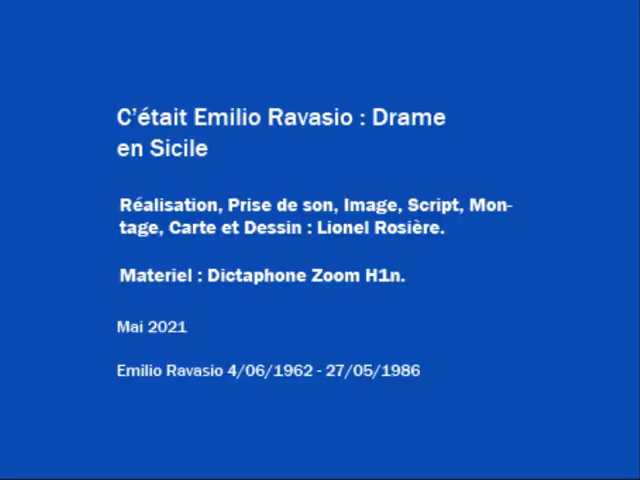 C’était Emilio Ravasio : Drame
en Sicile
Réalisation, Prise de son, Image, Script, Mon-
tage, Carte et Dessin : Lionel Rosière.
Materiel : Dictaphone Zoom H1n.
Mai 2021
Emilio Ravasio 4/06/1962 - 27/05/1986